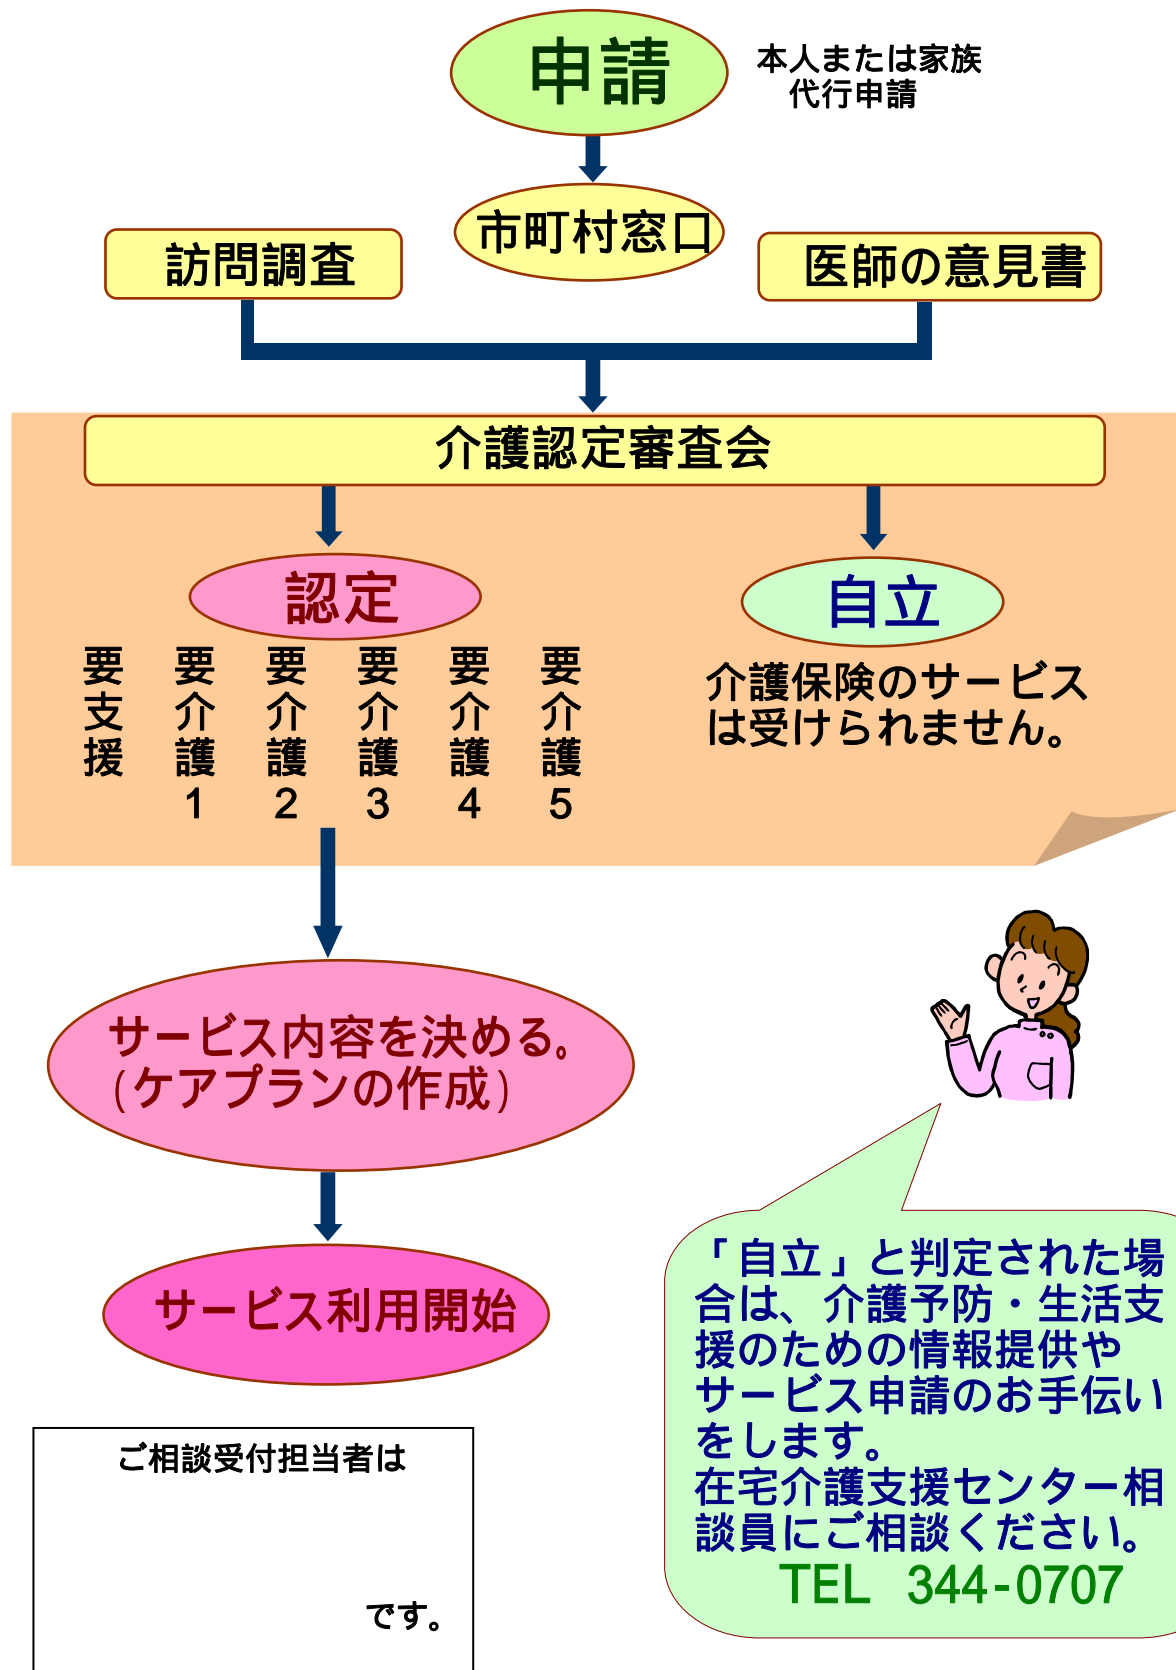 申請
本人または家族
代行申請
市町村窓口
訪問調査
医師の意見書
介護認定審査会
認定
自立
要支援
要介護1
要介護2
要介護3
要介護4
要介護5
介護保険のサービス
は受けられません。
サービス内容を決める。
(ケアプランの作成)
サービス利用開始
「自立」と判定された場
合は、介護予防・生活支
援のための情報提供や
サービス申請のお手伝い
をします。
在宅介護支援センター相
談員にご相談ください。
TEL 344-0707
ご相談受付担当者は
です。